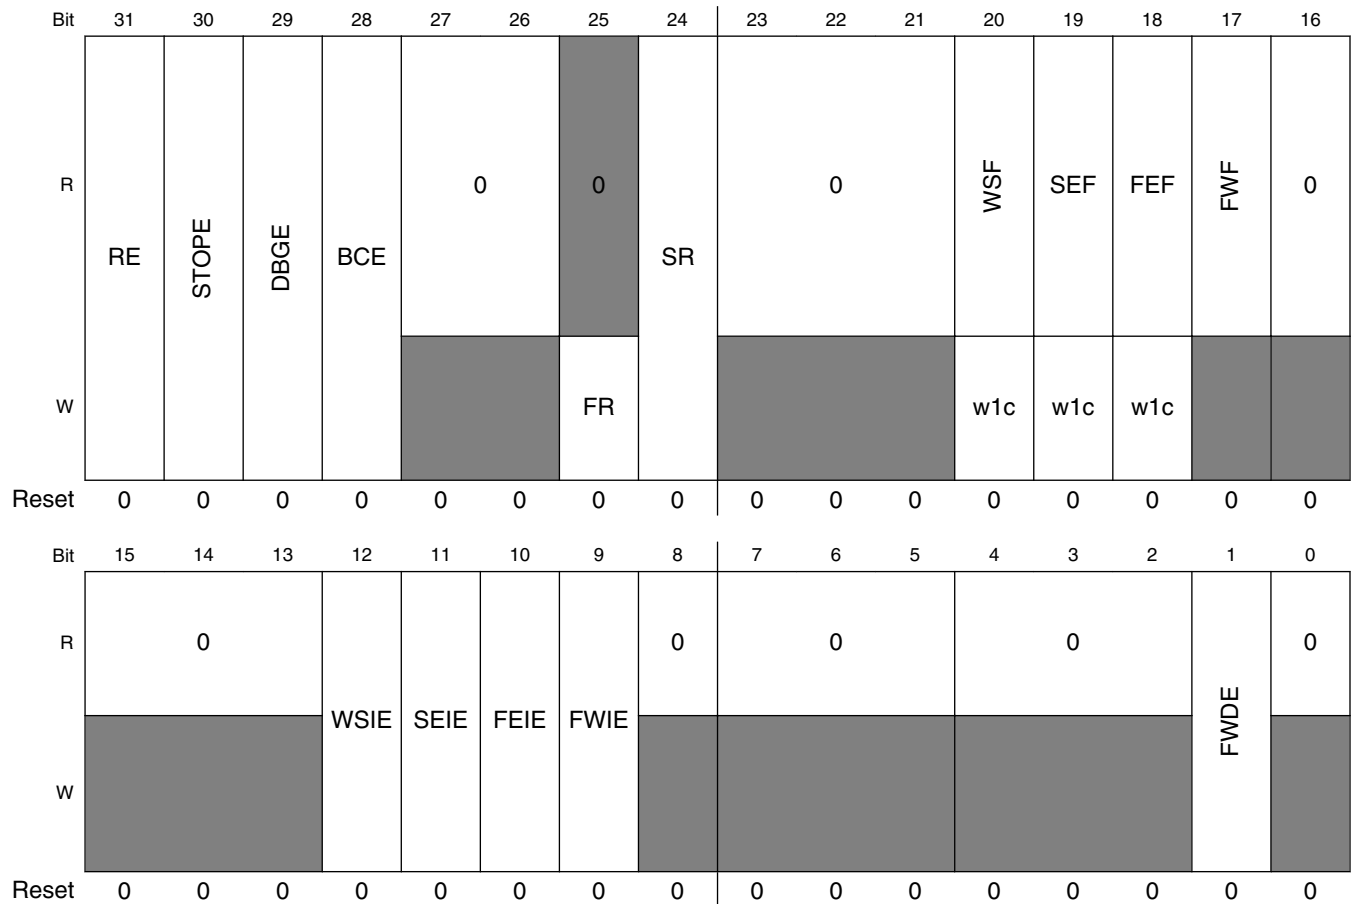 Bit 31 30 29 28 27 26 25 24 23 22 21 20 19 18 17 16
R RE STOPE DBGE BCE 0 0 SR 0 WSF SEF FEF FWF 0
W FR w1c w1c w1c
Reset 0 0 0 0 0 0 0 0 0 0 0 0 0 0 0 0
Bit 15 14 13 12 11 10 9 8 7 6 5 4 3 2 1 0
R 0 WSIE SEIE FEIE FWIE 0 0 0 FWDE 0
W
Reset 0 0 0 0 0 0 0 0 0 0 0 0 0 0 0 0